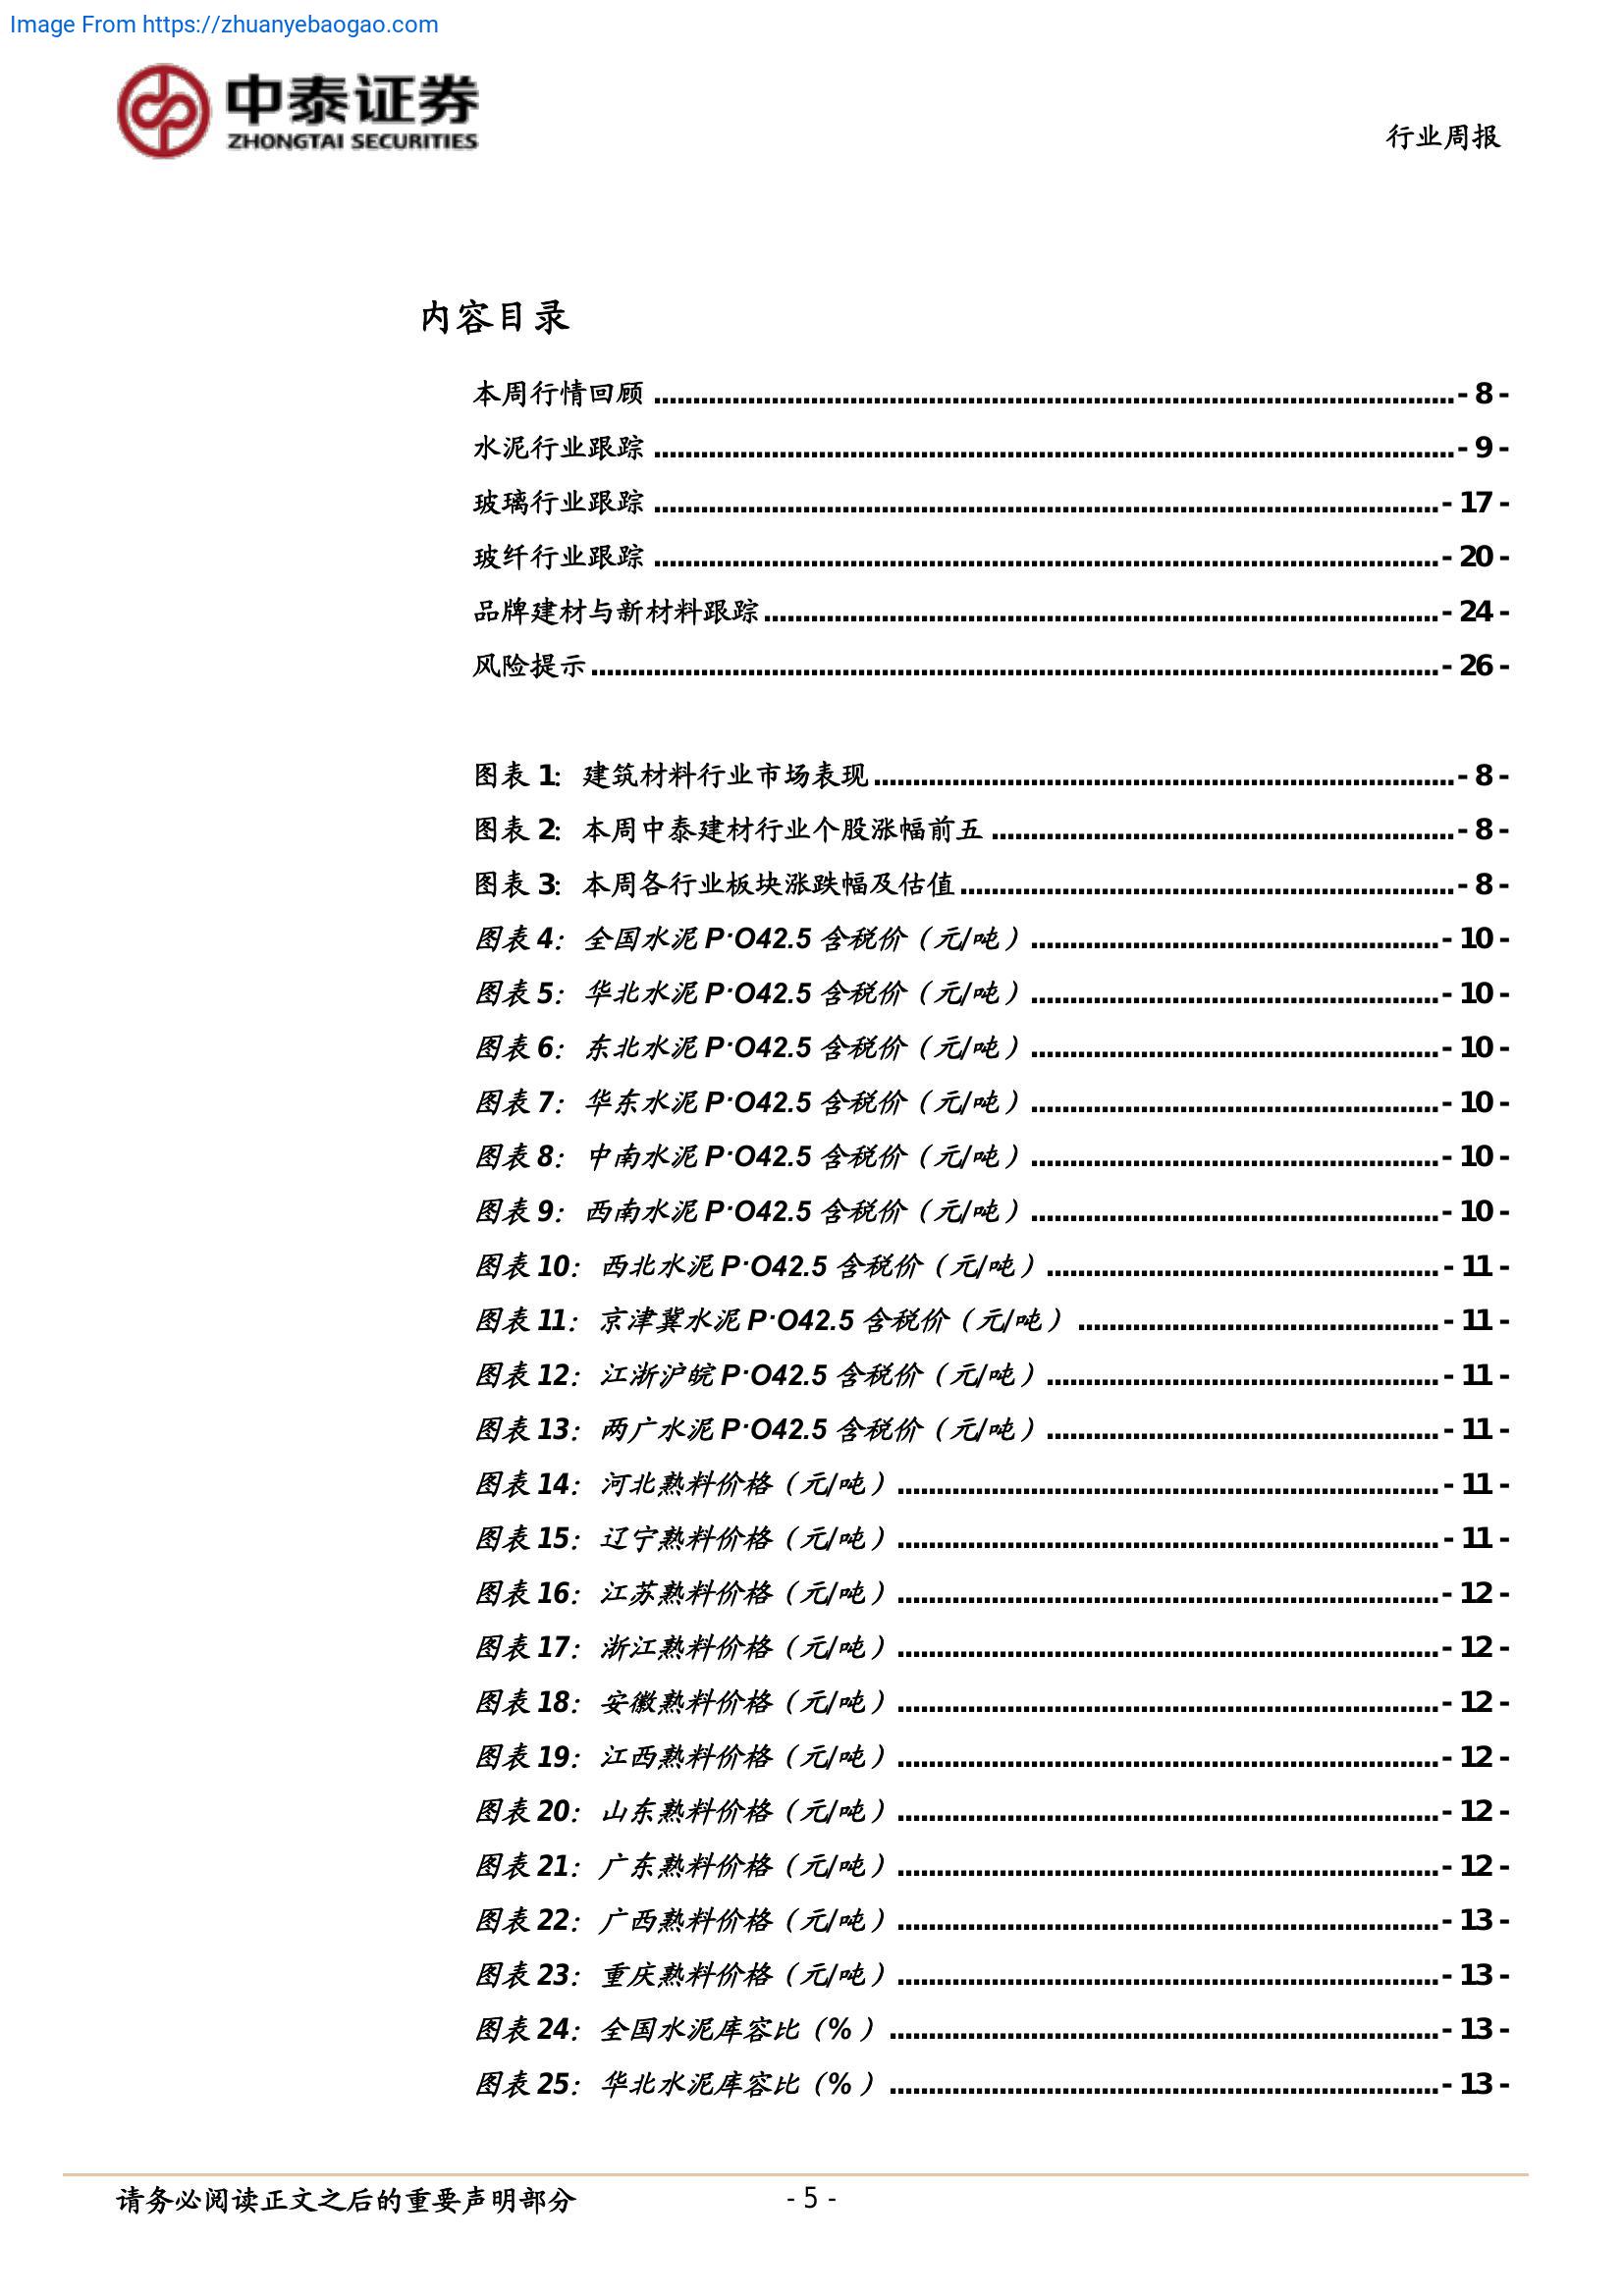 Image From https://zhuanyebaogao.com
中泰证券
ZHONGTAI SECURITIES
行业周报
内容目录
本周行情回顾 ........ - 8 -
水泥行业跟踪 ........ - 9 -
玻璃行业跟踪 ........ - 17 -
玻纤行业跟踪 ........ - 20 -
品牌建材与新材料跟踪 ........ - 24 -
风险提示 ........ - 26 -
图表 1：建筑材料行业市场表现 ........ - 8 -
图表 2：本周中泰建材行业个股涨幅前五 ........ - 8 -
图表 3：本周各行业板块涨跌幅及估值 ........ - 8 -
图表 4：全国水泥 P·O42.5 含税价（元/吨） ........ - 10 -
图表 5：华北水泥 P·O42.5 含税价（元/吨） ........ - 10 -
图表 6：东北水泥 P·O42.5 含税价（元/吨） ........ - 10 -
图表 7：华东水泥 P·O42.5 含税价（元/吨） ........ - 10 -
图表 8：中南水泥 P·O42.5 含税价（元/吨） ........ - 10 -
图表 9：西南水泥 P·O42.5 含税价（元/吨） ........ - 10 -
图表 10：西北水泥 P·O42.5 含税价（元/吨） ........ - 11 -
图表 11：京津冀水泥 P·O42.5 含税价（元/吨） ........ - 11 -
图表 12：江浙沪皖 P·O42.5 含税价（元/吨） ........ - 11 -
图表 13：两广水泥 P·O42.5 含税价（元/吨） ........ - 11 -
图表 14：河北熟料价格（元/吨） ........ - 11 -
图表 15：辽宁熟料价格（元/吨） ........ - 11 -
图表 16：江苏熟料价格（元/吨） ........ - 12 -
图表 17：浙江熟料价格（元/吨） ........ - 12 -
图表 18：安徽熟料价格（元/吨） ........ - 12 -
图表 19：江西熟料价格（元/吨） ........ - 12 -
图表 20：山东熟料价格（元/吨） ........ - 12 -
图表 21：广东熟料价格（元/吨） ........ - 12 -
图表 22：广西熟料价格（元/吨） ........ - 13 -
图表 23：重庆熟料价格（元/吨） ........ - 13 -
图表 24：全国水泥库容比（%） ........ - 13 -
图表 25：华北水泥库容比（%） ........ - 13 -
请务必阅读正文之后的重要声明部分
- 5 -